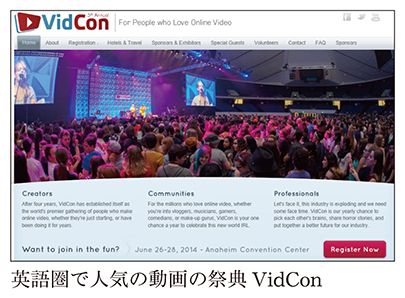 5th Annual
VidCon
For People who Love Online Video
Home About Registration Hotels & Travel Sponsors & Exhibitors Special Guests Volunteers Contact FAQ Sponsors
Creators
After four years, VidCon has established itself as
the world's premier gathering of people who make
online video, whether they're just starting, or have
been doing it for years.
Communities
For the millions who love online video, whether
you're into vloggers, musicians, gamers,
comedians, or makeup gurus, VidCon is your one
chance a year to celebrate this new world IRL.
Professionals
Let's face it, this industry is exploding and we need
some face time. VidCon is our yearly chance to
pick each other's brains, share horror stories, and
put together a better future for our industry.
Want to join in the fun?
June 26-28, 2014 - Anaheim Convention Center
Register Now
英語圏で人気の動画の祭典 VidCon